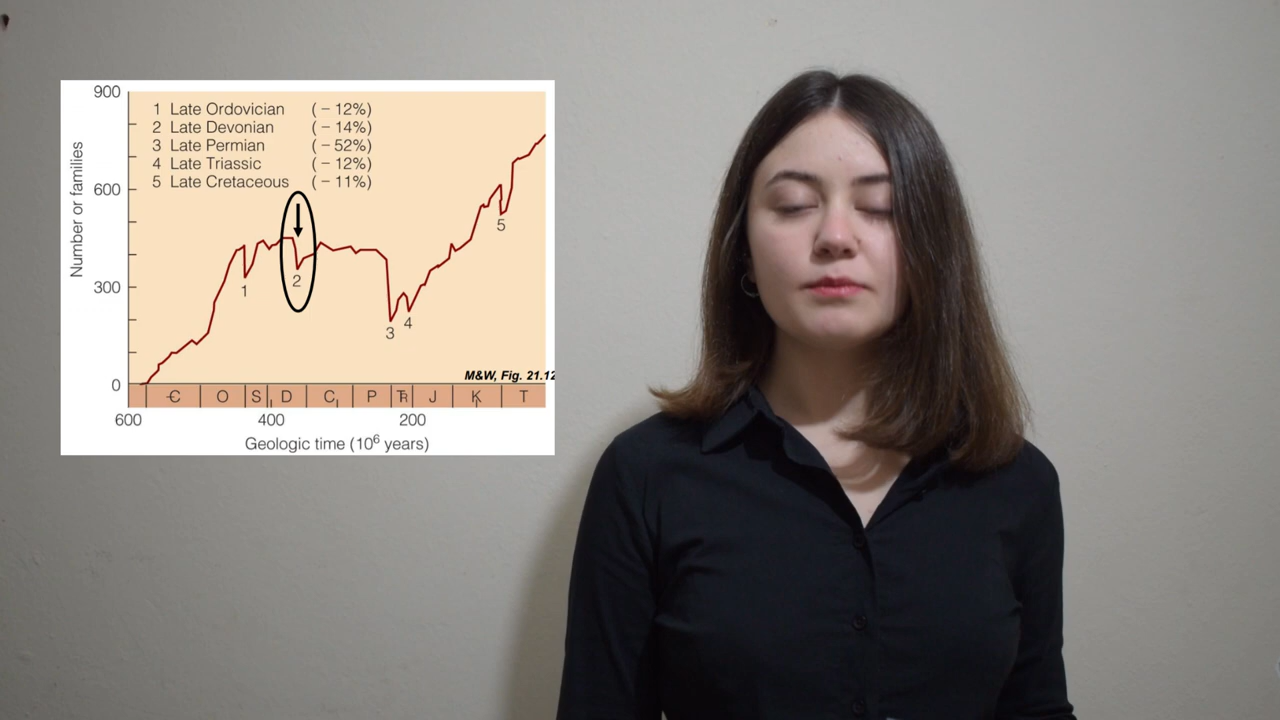 900
1 Late Ordovician (– 12%)
2 Late Devonian (– 14%)
3 Late Permian (– 52%)
4 Late Triassic (– 12%)
5 Late Cretaceous (– 11%)
Number or families
600
300
0
1
2
3
4
5
M&W, Fig. 21.12
Ꞓ O S D C P TR J K T
600 400 200
Geologic time (10⁶ years)